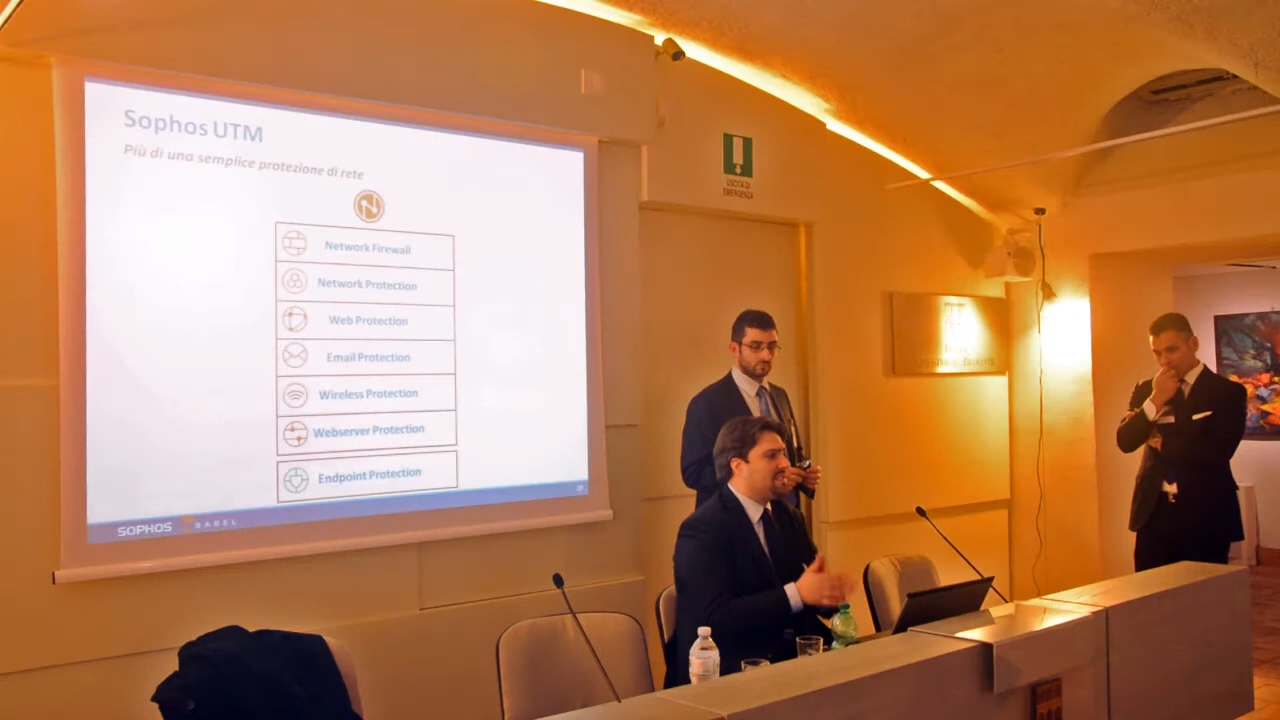 Sophos UTM
Più di una semplice protezione di rete
Network Firewall
Network Protection
Web Protection
Email Protection
Wireless Protection
Webserver Protection
Endpoint Protection
SOPHOS BABEL
USCITA DI
EMERGENZA